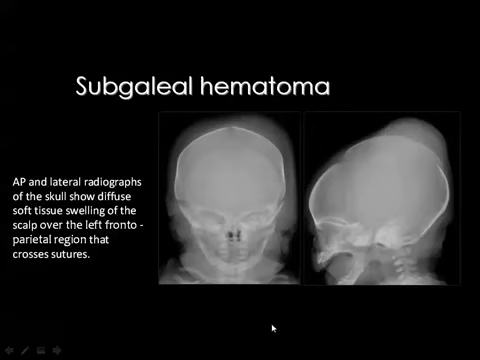 Subgaleal hematoma
AP and lateral radiographs
of the skull show diffuse
soft tissue swelling of the
scalp over the left fronto -
parietal region that
crosses sutures.